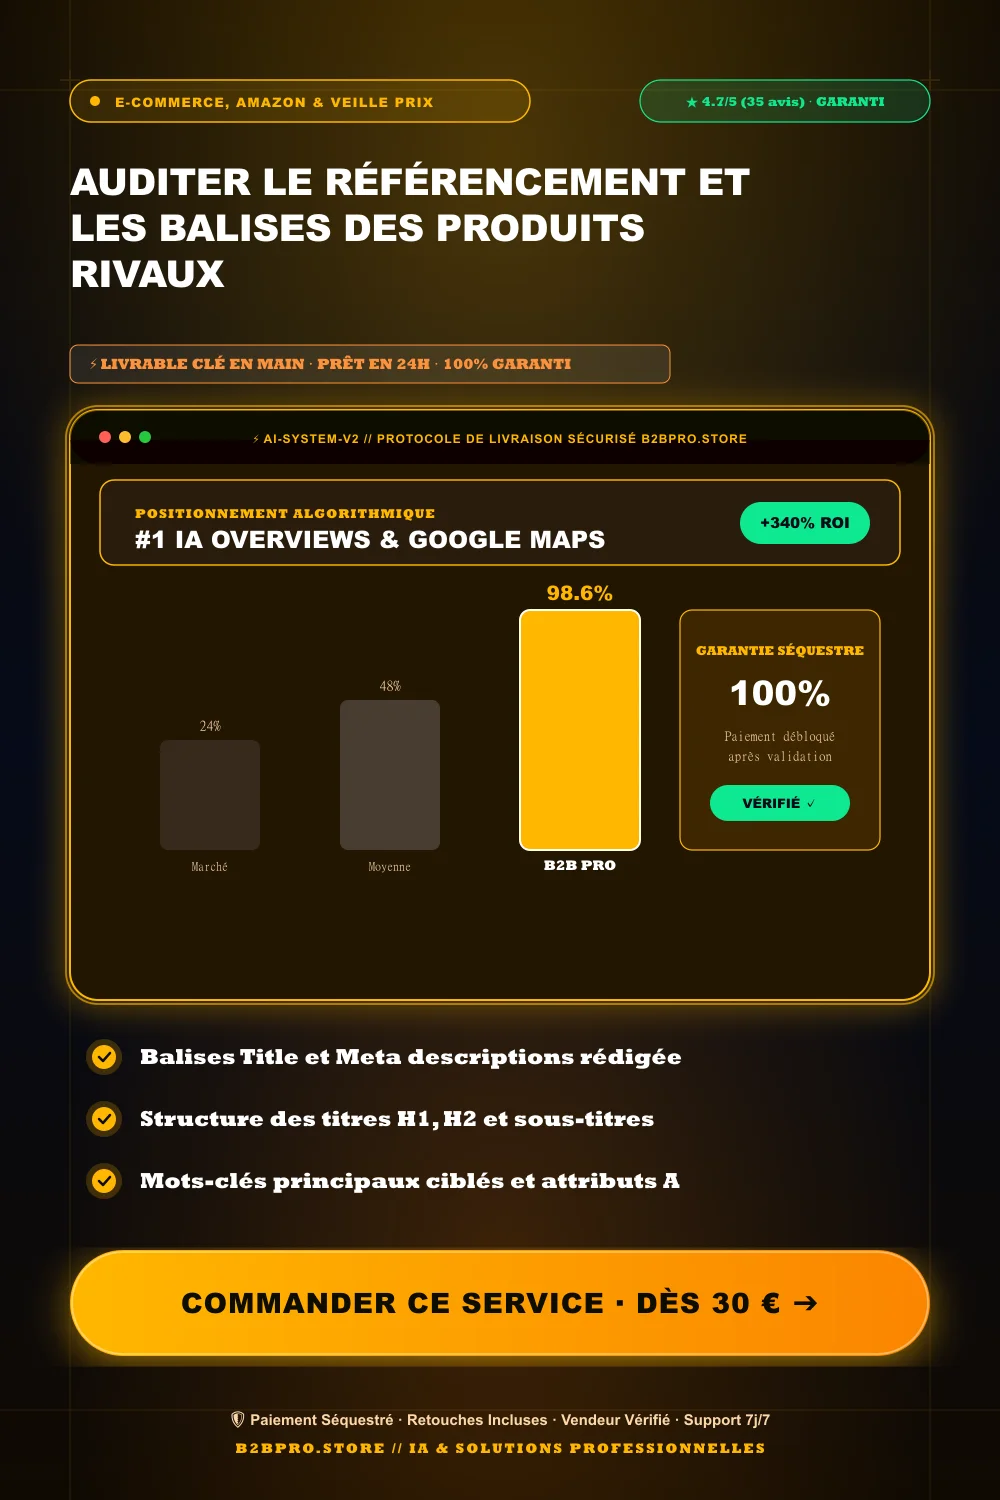 E-COMMERCE, AMAZON & VEILLE PRIX
★ 4.7/5 (35 avis) · GARANTI
AUDITER LE RÉFÉRENCEMENT ET
LES BALISES DES PRODUITS
RIVAUX
⚡ LIVRABLE CLÉ EN MAIN · PRÊT EN 24H · 100% GARANTI
⚡ AI-SYSTEM-V2 // PROTOCOLE DE LIVRAISON SÉCURISÉ B2BPRO.STORE
POSITIONNEMENT ALGORITHMIQUE
#1 IA OVERVIEWS & GOOGLE MAPS
+340% ROI
98.6%
48%
24%
GARANTIE SÉQUESTRE
100%
Paiement débloqué
après validation
VÉRIFIÉ ✓
Marché
Moyenne
B2B PRO
Balises Title et Meta descriptions rédigée
Structure des titres H1, H2 et sous-titres
Mots-clés principaux ciblés et attributs A
COMMANDER CE SERVICE · DÈS 30 € →
🛡 Paiement Séquestré · Retouches Incluses · Vendeur Vérifié · Support 7j/7
B2BPRO.STORE // IA & SOLUTIONS PROFESSIONNELLES